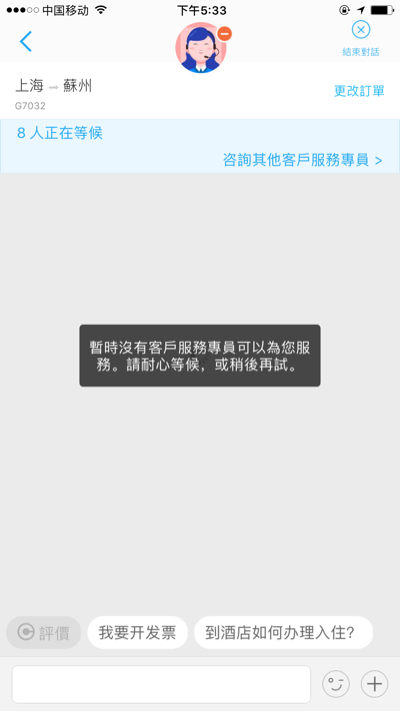 中国移动 下午5:33
結束對話
上海 蘇州
G7032
更改訂單
8 人正在等候
咨詢其他客戶服務專員 >
暫時沒有客戶服務專員可以為您服
務。請耐心等候，或稍後再試。
評價 我要开发票 到酒店如何办理入住?